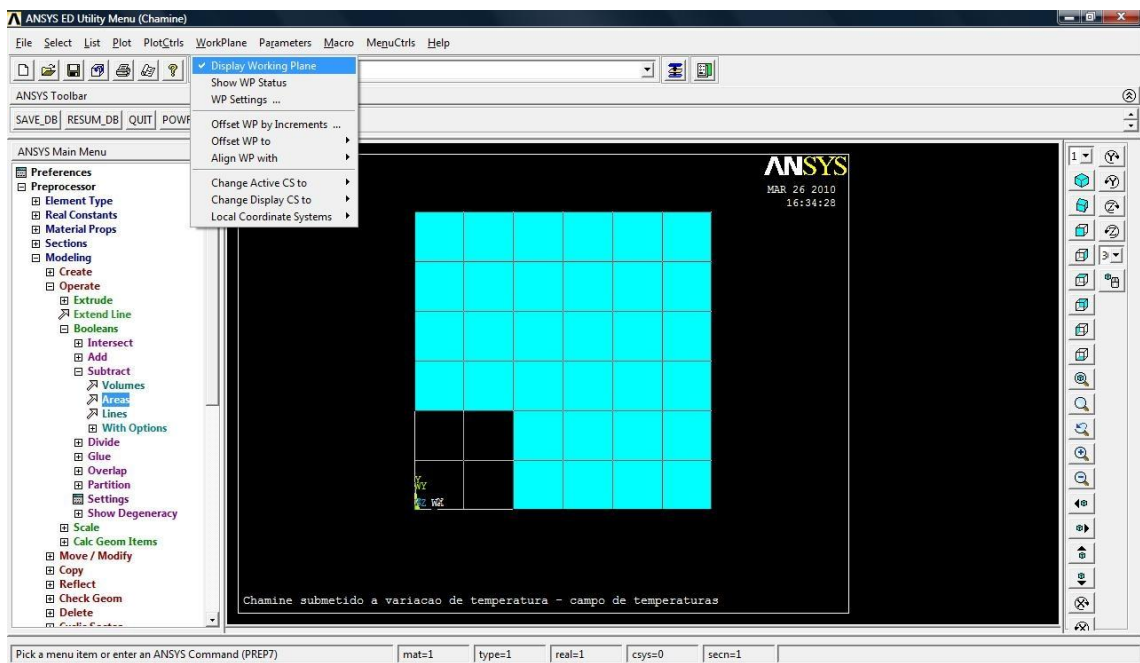 ANSYS ED Utility Menu (Chamine)
File Select List Plot PlotCtrls WorkPlane Parameters Macro MenuCtrls Help
Display Working Plane
Show WP Status
WP Settings ...
Offset WP by Increments ...
Offset WP to
Align WP with
Change Active CS to
Change Display CS to
Local Coordinate Systems
ANSYS Toolbar
SAVE_DB RESUM_DB QUIT
ANSYS Main Menu
Preferences
Preprocessor
Element Type
Real Constants
Material Props
Sections
Modeling
Create
Operate
Extrude
Extend Line
Booleans
Intersect
Add
Subtract
Volumes
Areas
Lines
With Options
Divide
Glue
Overlap
Partition
Settings
Show Degeneracy
Scale
Calc Geom Items
Move / Modify
Copy
Reflect
Check Geom
Delete
ANSYS
MAR 26 2010
16:34:28
Y
WY
WX
Chamine submetido a variacao de temperatura - campo de temperaturas
1
3
Pick a menu item or enter an ANSYS Command (PREP7) mat=1 type=1 real=1 csys=0 secn=1